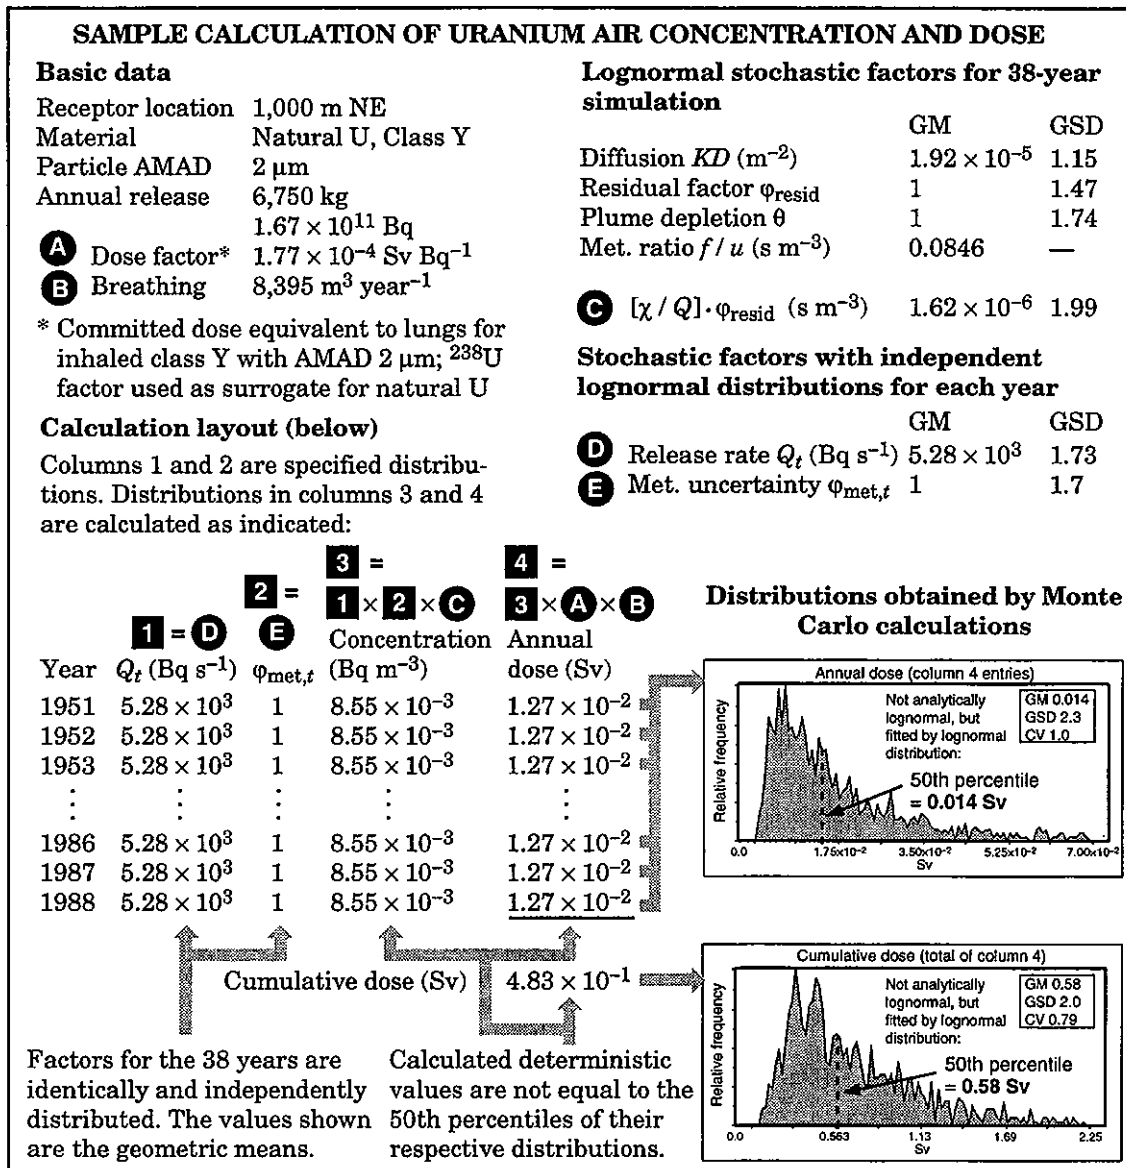 SAMPLE CALCULATION OF URANIUM AIR CONCENTRATION AND DOSE
Basic data
Receptor location 1,000 m NE
Material Natural U, Class Y
Particle AMAD 2 μm
Annual release 6,750 kg
1.67 × 10¹¹ Bq
A Dose factor* 1.77 × 10⁻⁴ Sv Bq⁻¹
B Breathing 8,395 m³ year⁻¹
* Committed dose equivalent to lungs for
inhaled class Y with AMAD 2 μm; ²³⁸U
factor used as surrogate for natural U
Calculation layout (below)
Columns 1 and 2 are specified distribu-
tions. Distributions in columns 3 and 4
are calculated as indicated:
Lognormal stochastic factors for 38-year
simulation
GM GSD
Diffusion KD (m⁻²) 1.92 × 10⁻⁵ 1.15
Residual factor φresid 1 1.47
Plume depletion θ 1 1.74
Met. ratio f / u (s m⁻³) 0.0846 —
C [χ / Q]·φresid (s m⁻³) 1.62 × 10⁻⁶ 1.99
Stochastic factors with independent
lognormal distributions for each year
GM GSD
D Release rate Qt (Bq s⁻¹) 5.28 × 10³ 1.73
E Met. uncertainty φmet,t 1 1.7
3 = 4 =
2 = 1 × 2 × C 3 × A × B
1 = D E Concentration Annual
Year Qt (Bq s⁻¹) φmet,t (Bq m⁻³) dose (Sv)
1951 5.28 × 10³ 1 8.55 × 10⁻³ 1.27 × 10⁻²
1952 5.28 × 10³ 1 8.55 × 10⁻³ 1.27 × 10⁻²
1953 5.28 × 10³ 1 8.55 × 10⁻³ 1.27 × 10⁻²
⋮ ⋮ ⋮ ⋮ ⋮
1986 5.28 × 10³ 1 8.55 × 10⁻³ 1.27 × 10⁻²
1987 5.28 × 10³ 1 8.55 × 10⁻³ 1.27 × 10⁻²
1988 5.28 × 10³ 1 8.55 × 10⁻³ 1.27 × 10⁻²
Cumulative dose (Sv) 4.83 × 10⁻¹
Factors for the 38 years are
identically and independently
distributed. The values shown
are the geometric means.
Calculated deterministic
values are not equal to the
50th percentiles of their
respective distributions.
Distributions obtained by Monte
Carlo calculations
Annual dose (column 4 entries)
Relative frequency
Not analytically
lognormal, but
fitted by lognormal
distribution:
GM 0.014
GSD 2.3
CV 1.0
50th percentile
= 0.014 Sv
0.0 1.75x10⁻² 3.50x10⁻² 5.25x10⁻² 7.00x10⁻²
Sv
Cumulative dose (total of column 4)
Relative frequency
Not analytically
lognormal, but
fitted by lognormal
distribution:
GM 0.58
GSD 2.0
CV 0.79
50th percentile
= 0.58 Sv
0.0 0.563 1.13 1.69 2.25
Sv